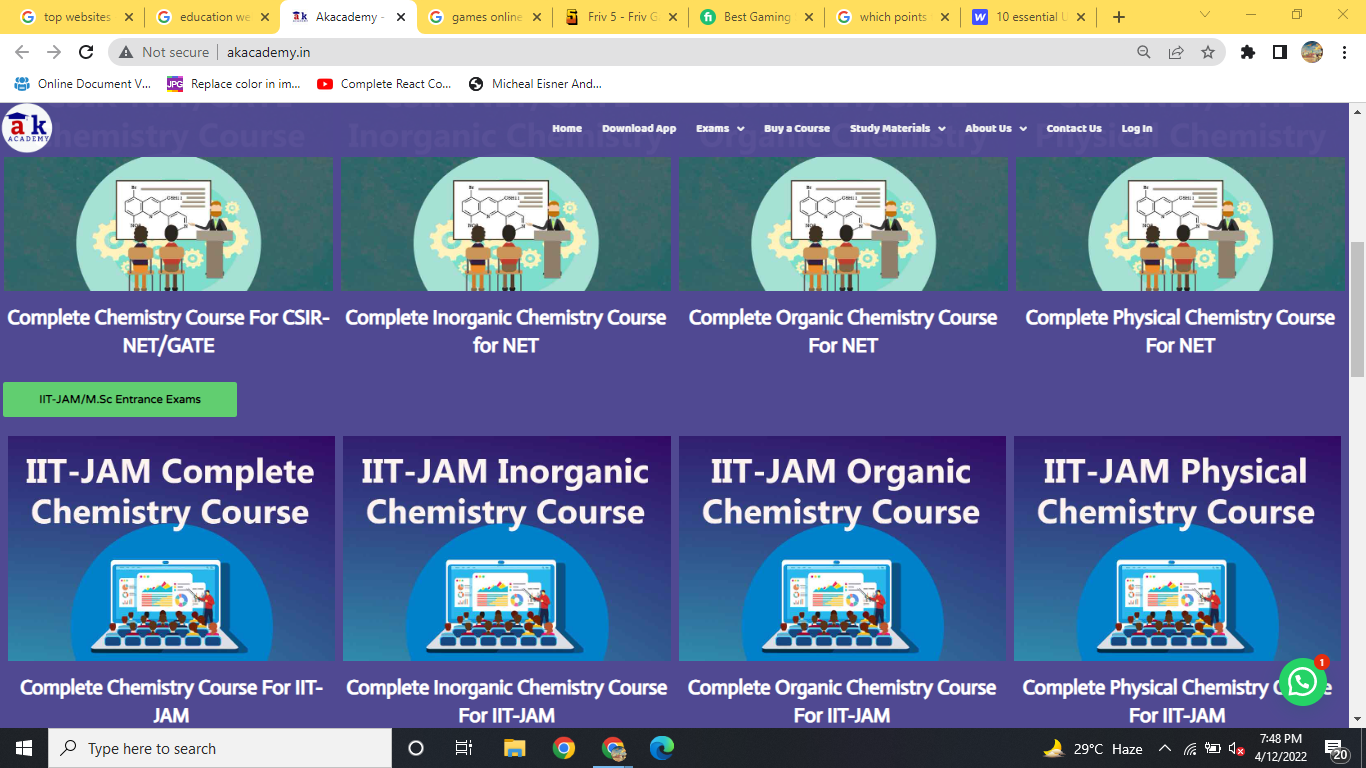 top websites
education we
Akacademy -
games online
Friv 5 - Friv G
Best Gaming
which points
10 essential U
Not secure
akacademy.in
Online Document V...
JPG
Replace color in im...
Complete React Co...
Micheal Eisner And...
ak
ACADEMY
Home
Download App
Exams
Buy a Course
Study Materials
About Us
Contact Us
Log In
Chemistry Course
Inorganic Chemistry
Organic Chemistry
Physical Chemistry
Complete Chemistry Course For CSIR-
NET/GATE
Complete Inorganic Chemistry Course
for NET
Complete Organic Chemistry Course
For NET
Complete Physical Chemistry Course
For NET
IIT-JAM/M.Sc Entrance Exams
IIT-JAM Complete
Chemistry Course
IIT-JAM Inorganic
Chemistry Course
IIT-JAM Organic
Chemistry Course
IIT-JAM Physical
Chemistry Course
Complete Chemistry Course For IIT-
JAM
Complete Inorganic Chemistry Course
For IIT-JAM
Complete Organic Chemistry Course
For IIT-JAM
Complete Physical Chemistry C e
For IIT-JAM
1
Type here to search
29°C Haze
7:48 PM
4/12/2022
20